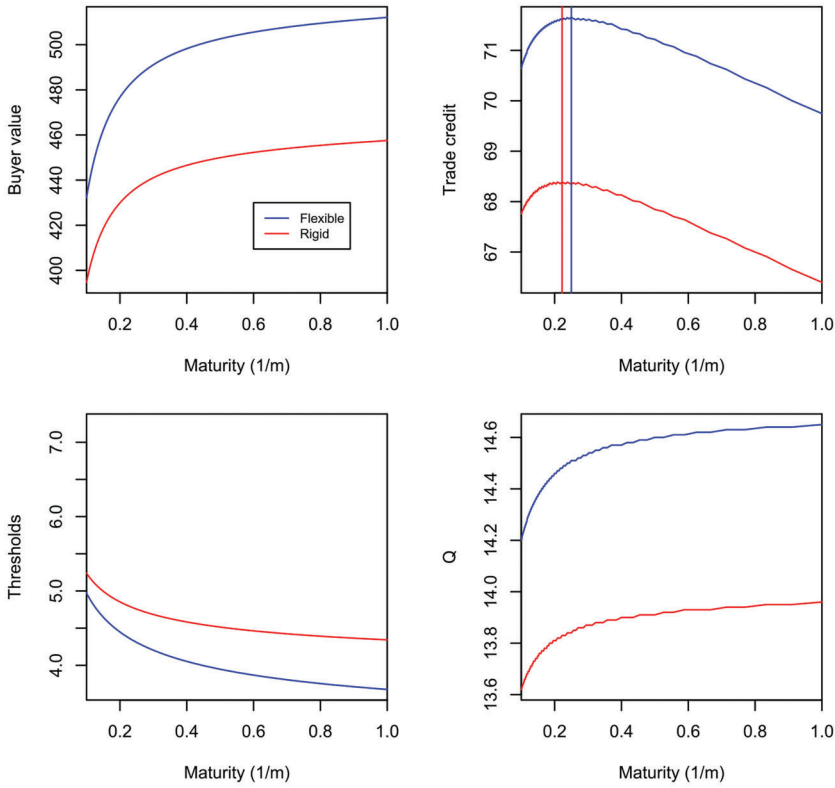 Buyer value
400 420 440 460 480 500
Flexible
Rigid
0.2 0.4 0.6 0.8 1.0
Maturity (1/m)
Trade credit
67 68 69 70 71
0.2 0.4 0.6 0.8 1.0
Maturity (1/m)
Thresholds
4.0 5.0 6.0 7.0
0.2 0.4 0.6 0.8 1.0
Maturity (1/m)
Q
13.6 13.8 14.0 14.2 14.4 14.6
0.2 0.4 0.6 0.8 1.0
Maturity (1/m)